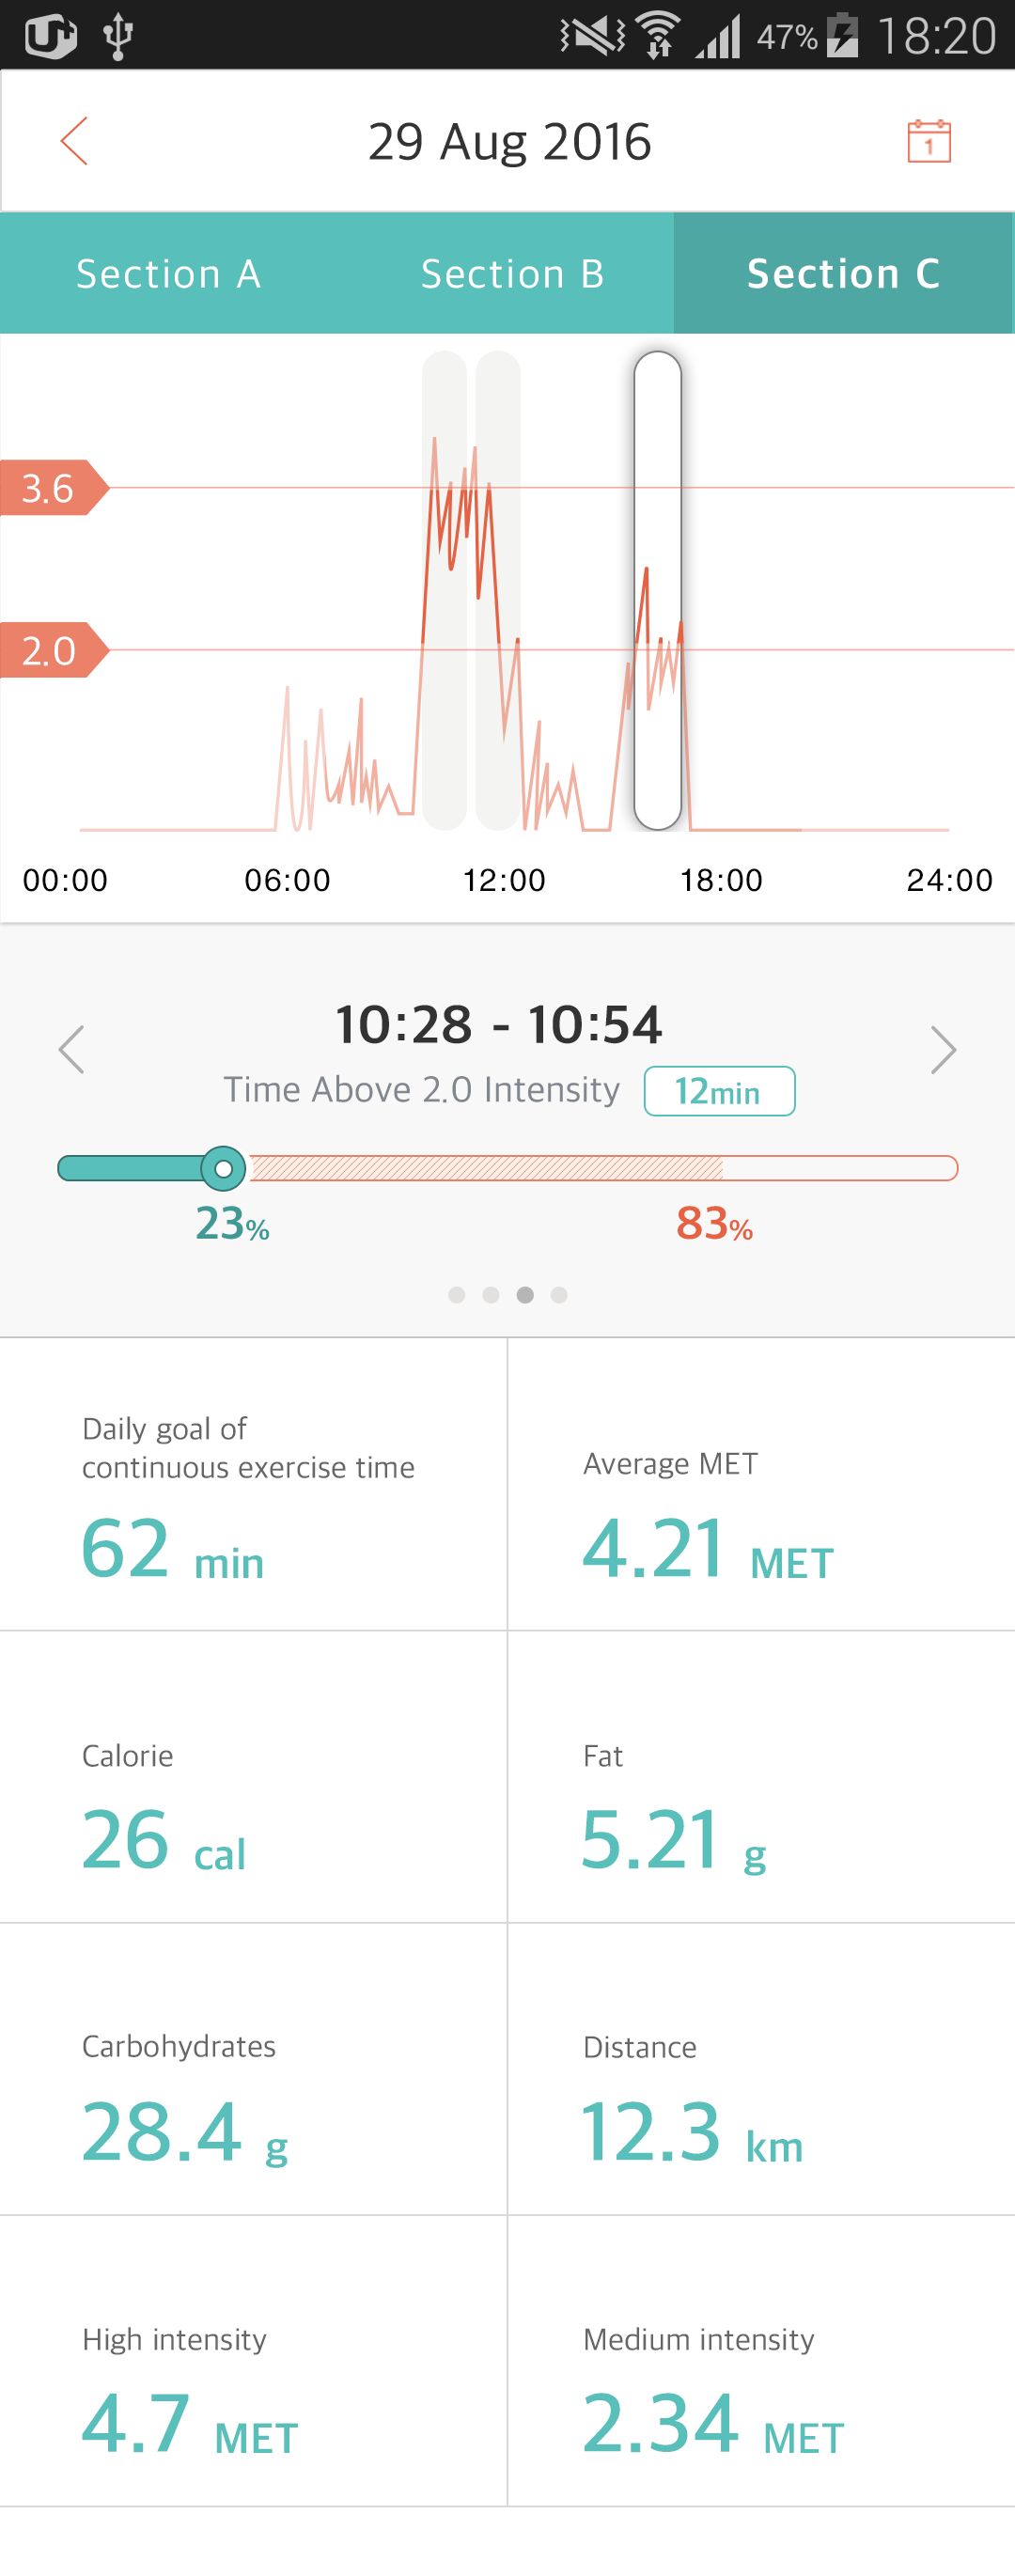 U+
47% 18:20
29 Aug 2016
1
Section A Section B Section C
3.6
2.0
00:00 06:00 12:00 18:00 24:00
10:28 - 10:54
Time Above 2.0 Intensity 12min
23% 83%
Daily goal of
continuous exercise time
62 min
Average MET
4.21 MET
Calorie
26 cal
Fat
5.21 g
Carbohydrates
28.4 g
Distance
12.3 km
High intensity
4.7 MET
Medium intensity
2.34 MET